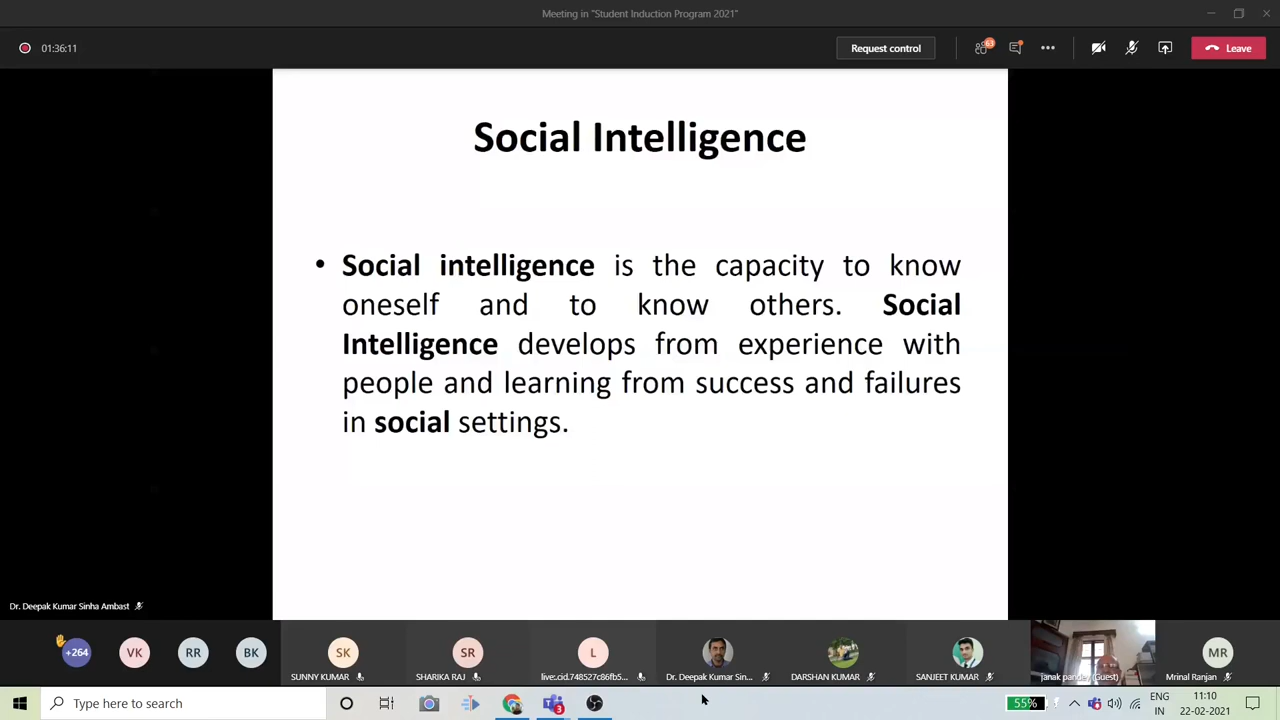 Meeting in "Student Induction Program 2021"
01:36:11
Request control
63
Leave
Social Intelligence
• Social intelligence is the capacity to know
oneself and to know others. Social
Intelligence develops from experience with
people and learning from success and failures
in social settings.
Dr. Deepak Kumar Sinha Ambast
+264
VK
RR
BK
SK
SUNNY KUMAR
SR
SHARIKA RAJ
L
live:.cid.748527c86fb5...
Dr. Deepak Kumar Sin...
DARSHAN KUMAR
SANJEET KUMAR
janak pandey (Guest)
MR
Mrinal Ranjan
Type here to search
3
55%
ENG
IN
11:10
22-02-2021